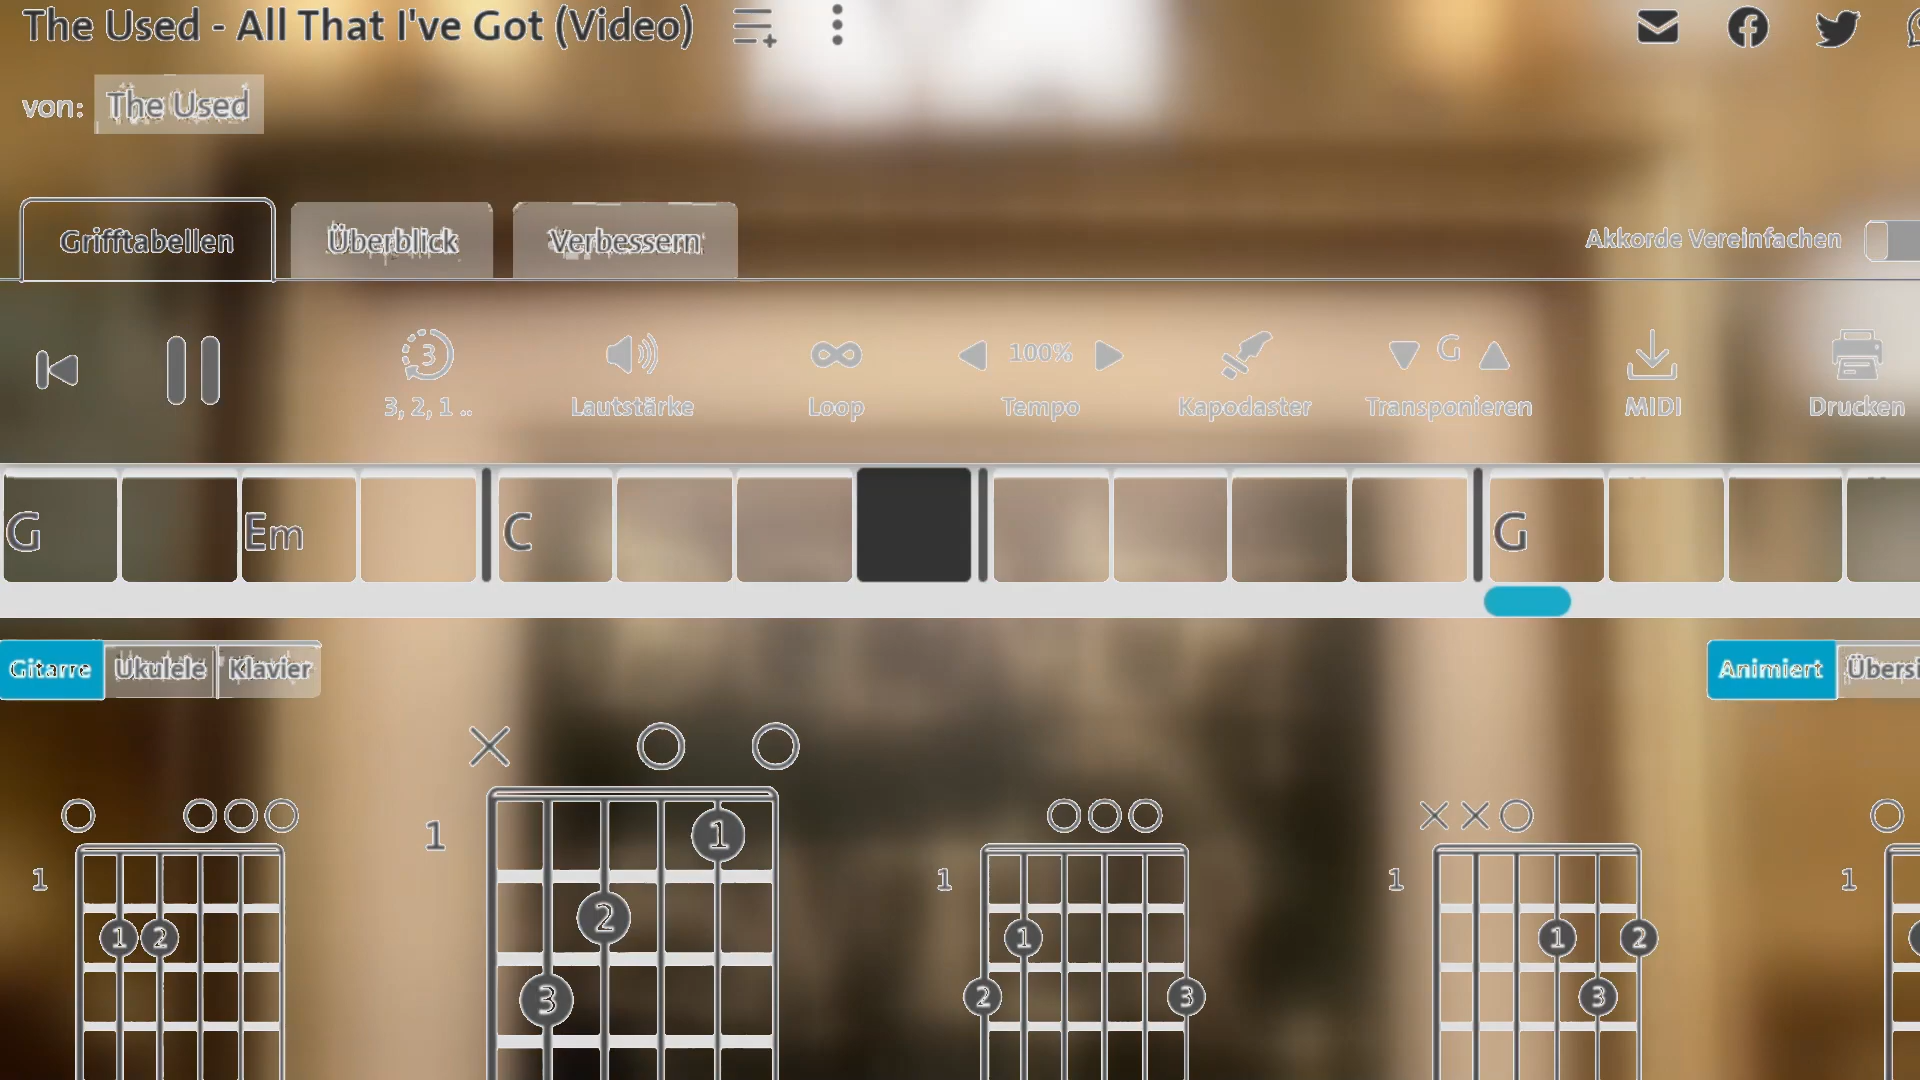 The Used - All That I've Got (Video)
von: The Used
Grifftabellen Überblick Verbessern Akkorde Vereinfachen
3 100% G
3, 2, 1 .. Lautstärke Loop Tempo Kapodaster Transponieren MIDI Drucken
G Em C G
Gitarre Ukulele Klavier Animiert
1 1 1 1 1
1 2 1 2 3 1 2 3 1 2 3